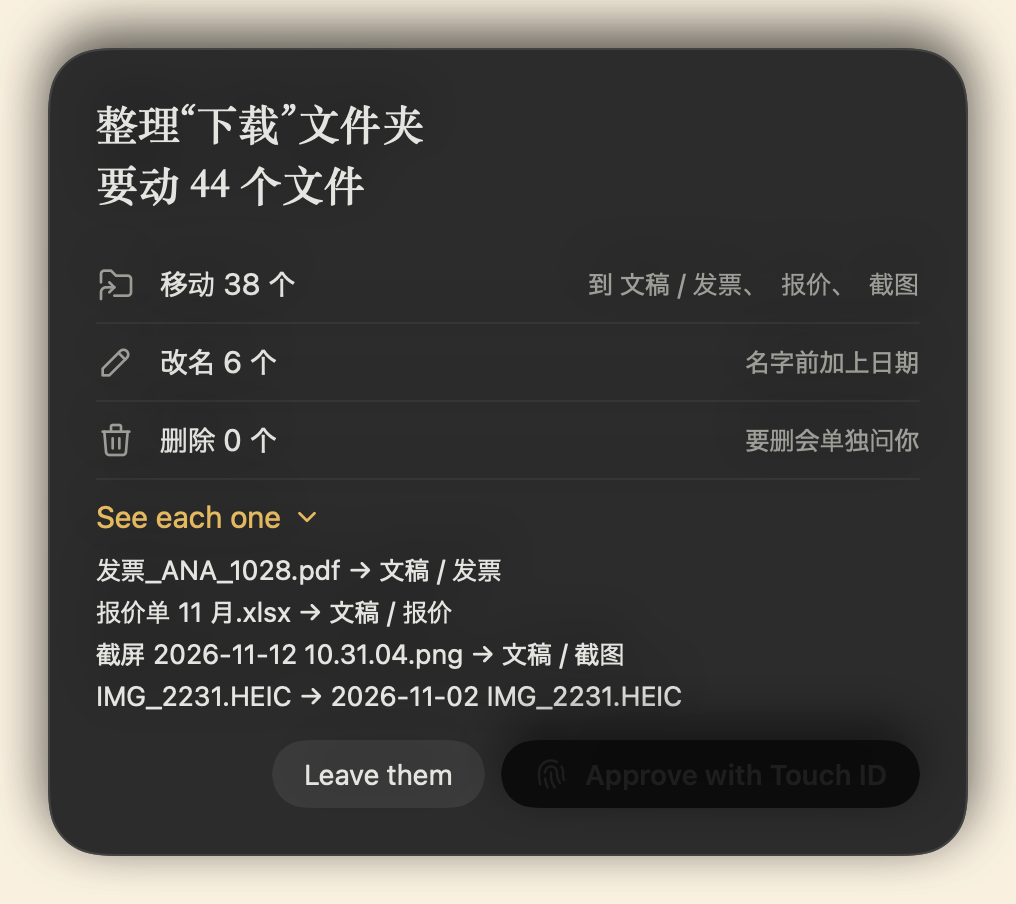 整理“下载”文件夹
要动 44 个文件
移动 38 个 到 文稿 / 发票、 报价、 截图
改名 6 个 名字前加上日期
删除 0 个 要删会单独问你
See each one
发票_ANA_1028.pdf → 文稿 / 发票
报价单 11 月.xlsx → 文稿 / 报价
截屏 2026-11-12 10.31.04.png → 文稿 / 截图
IMG_2231.HEIC → 2026-11-02 IMG_2231.HEIC
Leave them Approve with Touch ID